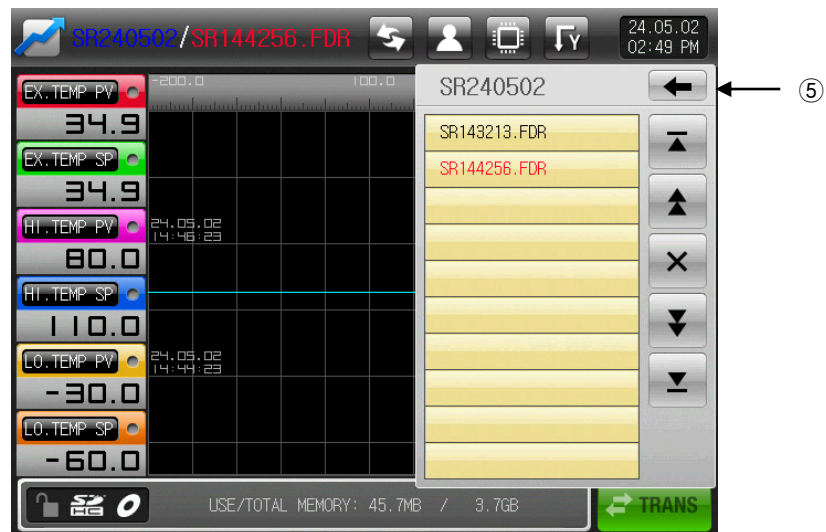 SR240502/SR144256.FDR
Y
24.05.02
02:49 PM
EX.TEMP PV
34.9
EX.TEMP SP
34.9
HI.TEMP PV
80.0
HI.TEMP SP
110.0
LO.TEMP PV
-30.0
LO.TEMP SP
-60.0
-200.0 100.0
24.05.02
14:46:23
24.05.02
14:44:23
SR240502
SR143213.FDR
SR144256.FDR
⑤
SD HC
USE/TOTAL MEMORY: 45.7MB / 3.7GB
TRANS